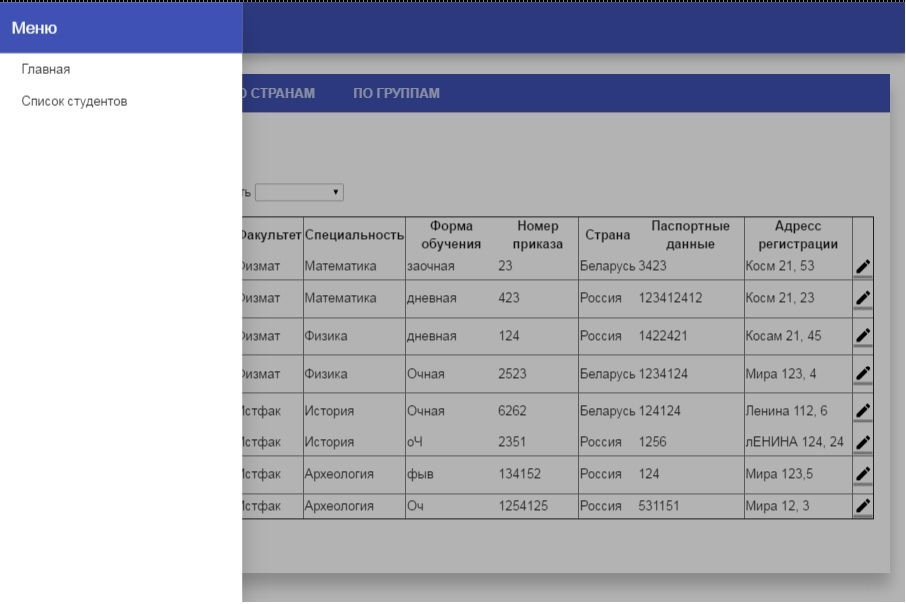 Меню
Главная
Список студентов
СТРАНАМ ПО ГРУППАМ
Факультет Специальность Форма обучения Номер приказа Страна Паспортные данные Адресс регистрации
Физмат Математика заочная 23 Беларусь 3423 Косм 21, 53
Физмат Математика дневная 423 Россия 123412412 Косм 21, 23
Физмат Физика дневная 124 Россия 1422421 Косам 21, 45
Физмат Физика Очная 2523 Беларусь 1234124 Мира 123, 4
Истфак История Очная 6262 Беларусь 124124 Ленина 112, 6
Истфак История оЧ 2351 Россия 1256 лЕНИНА 124, 24
Истфак Археология фыв 134152 Россия 124 Мира 123,5
Истфак Археология Оч 1254125 Россия 531151 Мира 12, 3